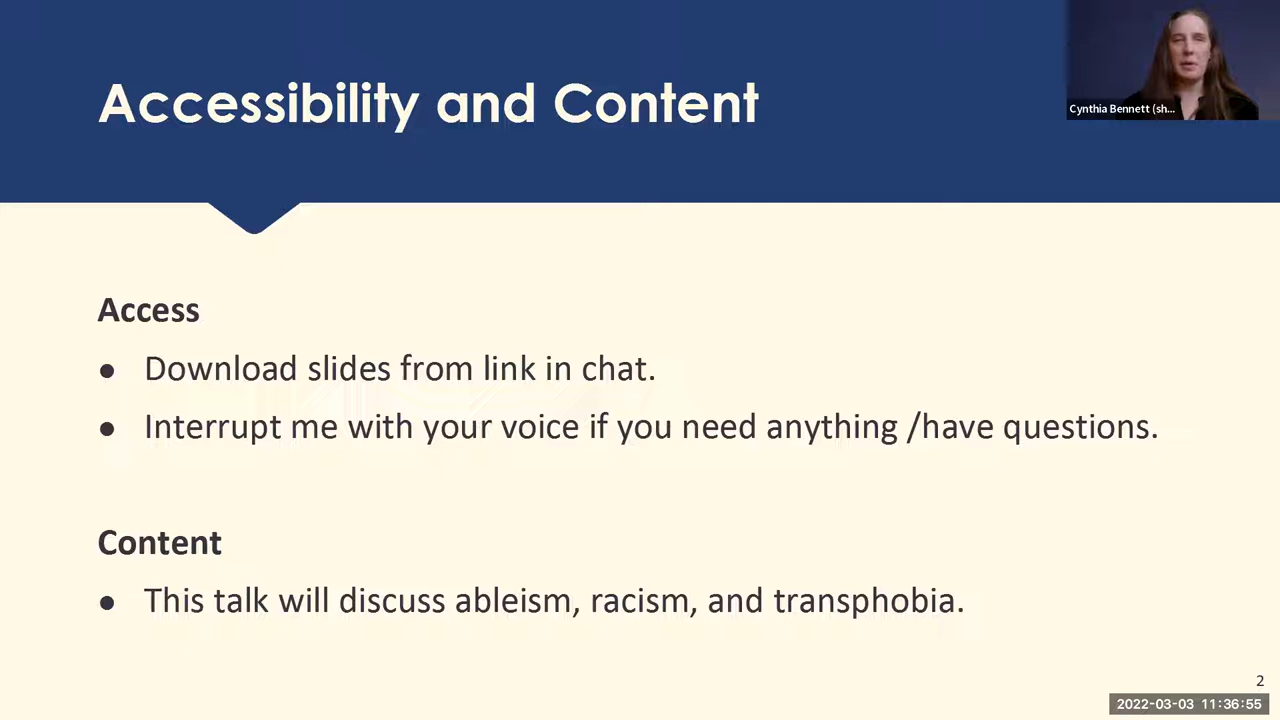 Accessibility and Content
Cynthia Bennett (sh...
Access
● Download slides from link in chat.
● Interrupt me with your voice if you need anything /have questions.
Content
● This talk will discuss ableism, racism, and transphobia.
2
2022-03-03 11:36:55